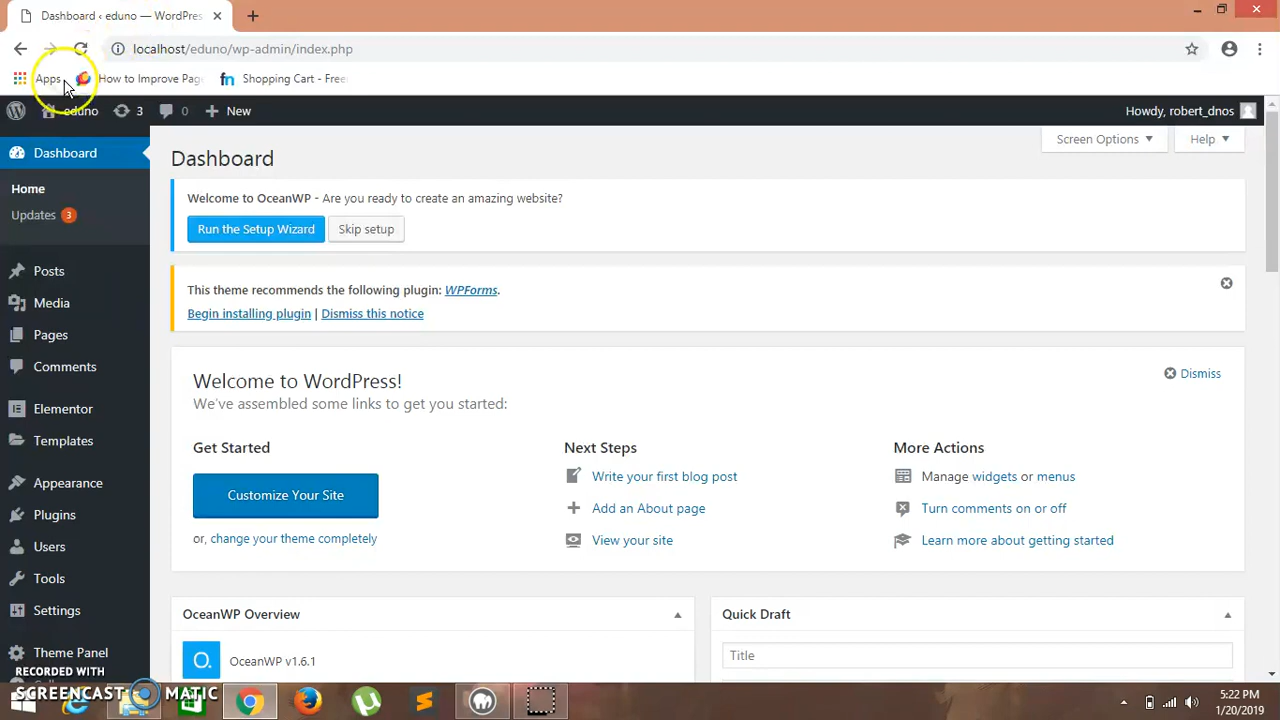 Dashboard ‹ eduno — WordPress
localhost/eduno/wp-admin/index.php
Apps
How to Improve Pag
Shopping Cart - Free
eduno
3
0
New
Howdy, robert_dnos
Dashboard
Home
Updates 3
Posts
Media
Pages
Comments
Elementor
Templates
Appearance
Plugins
Users
Tools
Settings
Theme Panel
Dashboard
Screen Options
Help
Welcome to OceanWP - Are you ready to create an amazing website?
Run the Setup Wizard
Skip setup
This theme recommends the following plugin: WPForms.
Begin installing plugin | Dismiss this notice
Welcome to WordPress!
Dismiss
We've assembled some links to get you started:
Get Started
Customize Your Site
or, change your theme completely
Next Steps
Write your first blog post
Add an About page
View your site
More Actions
Manage widgets or menus
Turn comments on or off
Learn more about getting started
OceanWP Overview
O.
OceanWP v1.6.1
Quick Draft
Title
RECORDED WITH
SCREENCAST MATIC
5:22 PM
1/20/2019